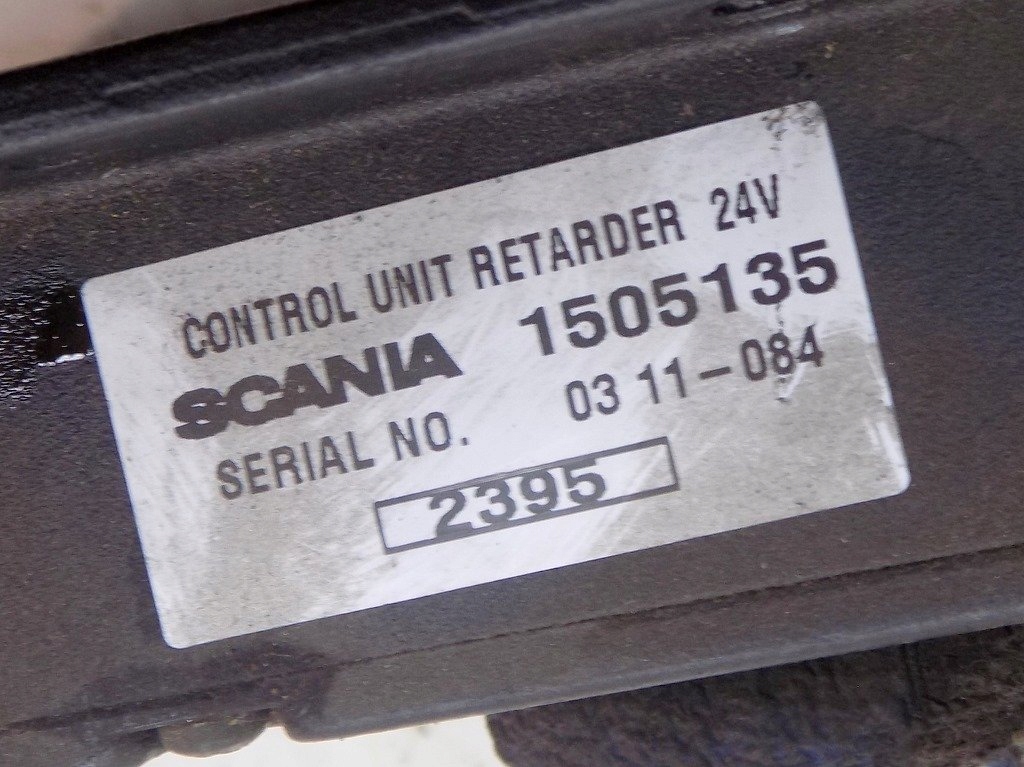 CONTROL UNIT RETARDER 24V
SCANIA 1505135
SERIAL NO. 03 11-084
2395